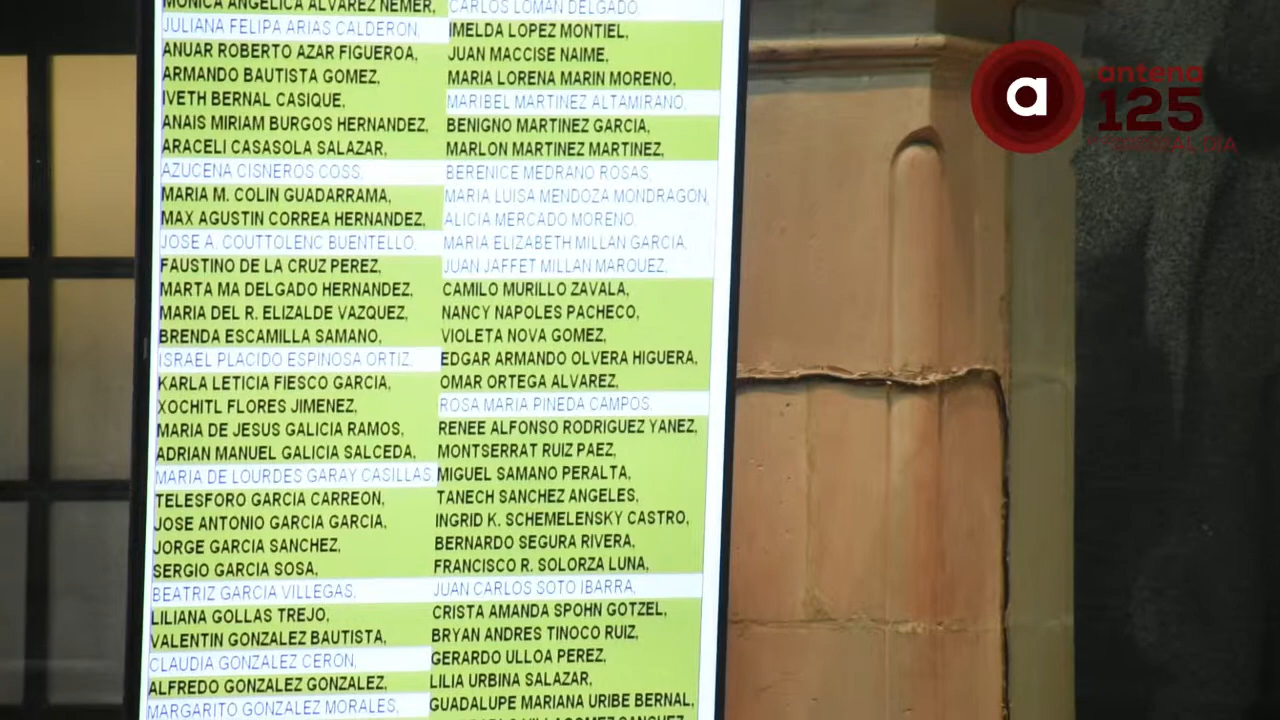 MONICA ANGELICA ALVAREZ NEMER,
JULIANA FELIPA ARIAS CALDERON,
ANUAR ROBERTO AZAR FIGUEROA,
ARMANDO BAUTISTA GOMEZ,
IVETH BERNAL CASIQUE,
ANAIS MIRIAM BURGOS HERNANDEZ,
ARACELI CASASOLA SALAZAR,
AZUCENA CISNEROS COSS,
MARIA M. COLIN GUADARRAMA,
MAX AGUSTIN CORREA HERNANDEZ,
JOSE A. COUTTOLENC BUENTELLO,
FAUSTINO DE LA CRUZ PEREZ,
MARTA MA DELGADO HERNANDEZ,
MARIA DEL R. ELIZALDE VAZQUEZ,
BRENDA ESCAMILLA SAMANO,
ISRAEL PLACIDO ESPINOSA ORTIZ,
KARLA LETICIA FIESCO GARCIA,
XOCHITL FLORES JIMENEZ,
MARIA DE JESUS GALICIA RAMOS,
ADRIAN MANUEL GALICIA SALCEDA,
MARIA DE LOURDES GARAY CASILLAS,
TELESFORO GARCIA CARREON,
JOSE ANTONIO GARCIA GARCIA,
JORGE GARCIA SANCHEZ,
SERGIO GARCIA SOSA,
BEATRIZ GARCIA VILLEGAS,
LILIANA GOLLAS TREJO,
VALENTIN GONZALEZ BAUTISTA,
CLAUDIA GONZALEZ CERON,
ALFREDO GONZALEZ GONZALEZ,
MARGARITO GONZALEZ MORALES,
CARLOS LOMAN DELGADO,
IMELDA LOPEZ MONTIEL,
JUAN MACCISE NAIME,
MARIA LORENA MARIN MORENO,
MARIBEL MARTINEZ ALTAMIRANO,
BENIGNO MARTINEZ GARCIA,
MARLON MARTINEZ MARTINEZ,
BERENICE MEDRANO ROSAS,
MARIA LUISA MENDOZA MONDRAGON,
ALICIA MERCADO MORENO,
MARIA ELIZABETH MILLAN GARCIA,
JUAN JAFFET MILLAN MARQUEZ,
CAMILO MURILLO ZAVALA,
NANCY NAPOLES PACHECO,
VIOLETA NOVA GOMEZ,
EDGAR ARMANDO OLVERA HIGUERA,
OMAR ORTEGA ALVAREZ,
ROSA MARIA PINEDA CAMPOS,
RENEE ALFONSO RODRIGUEZ YANEZ,
MONTSERRAT RUIZ PAEZ,
MIGUEL SAMANO PERALTA,
TANECH SANCHEZ ANGELES,
INGRID K. SCHEMELENSKY CASTRO,
BERNARDO SEGURA RIVERA,
FRANCISCO R. SOLORZA LUNA,
JUAN CARLOS SOTO IBARRA,
CRISTA AMANDA SPOHN GOTZEL,
BRYAN ANDRES TINOCO RUIZ,
GERARDO ULLOA PEREZ,
LILIA URBINA SALAZAR,
GUADALUPE MARIANA URIBE BERNAL,
a
antena
125
AL DIA